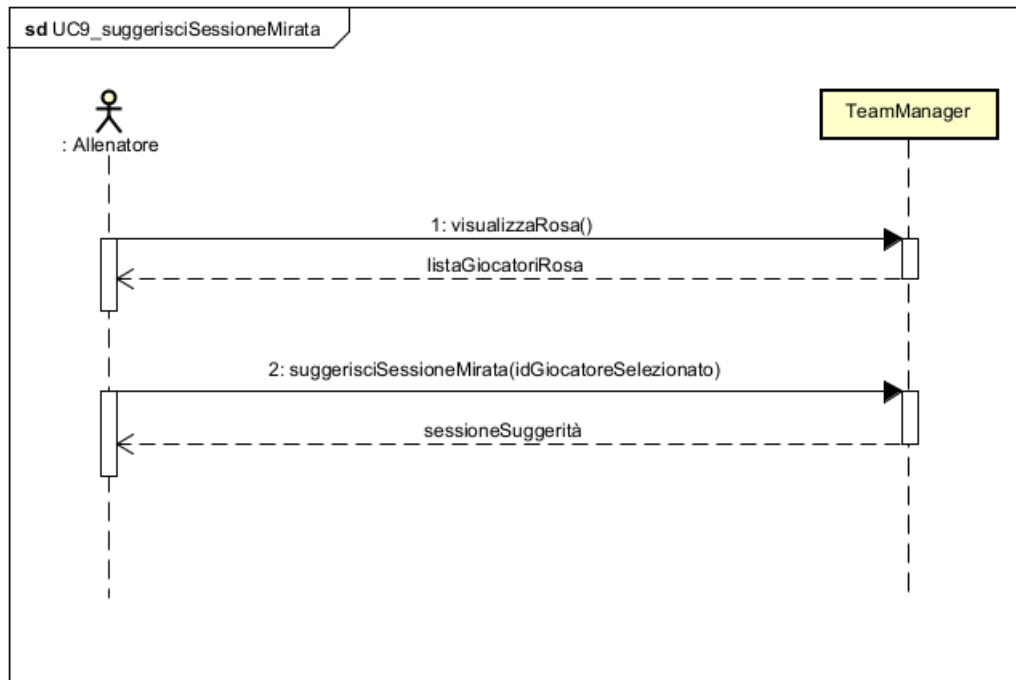 sd UC9_suggerisciSessioneMirata
: Allenatore
TeamManager
1: visualizzaRosa()
listaGiocatoriRosa
2: suggerisciSessioneMirata(idGiocatoreSelezionato)
sessioneSuggerità